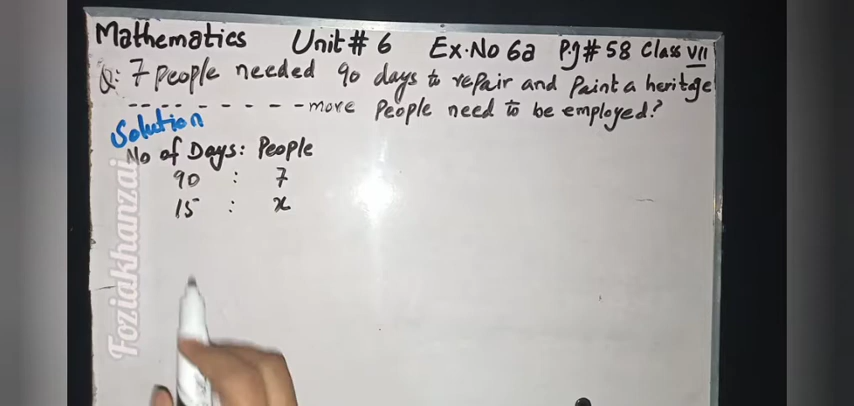 Mathematics Unit # 6 Ex.No 6a Pg # 58 Class VII
Q: 7 People needed 90 days to repair and Paint a heritage
--------- more People need to be employed?
Solution
No of Days: People
90 : 7
15 : x
Foziakhanzai